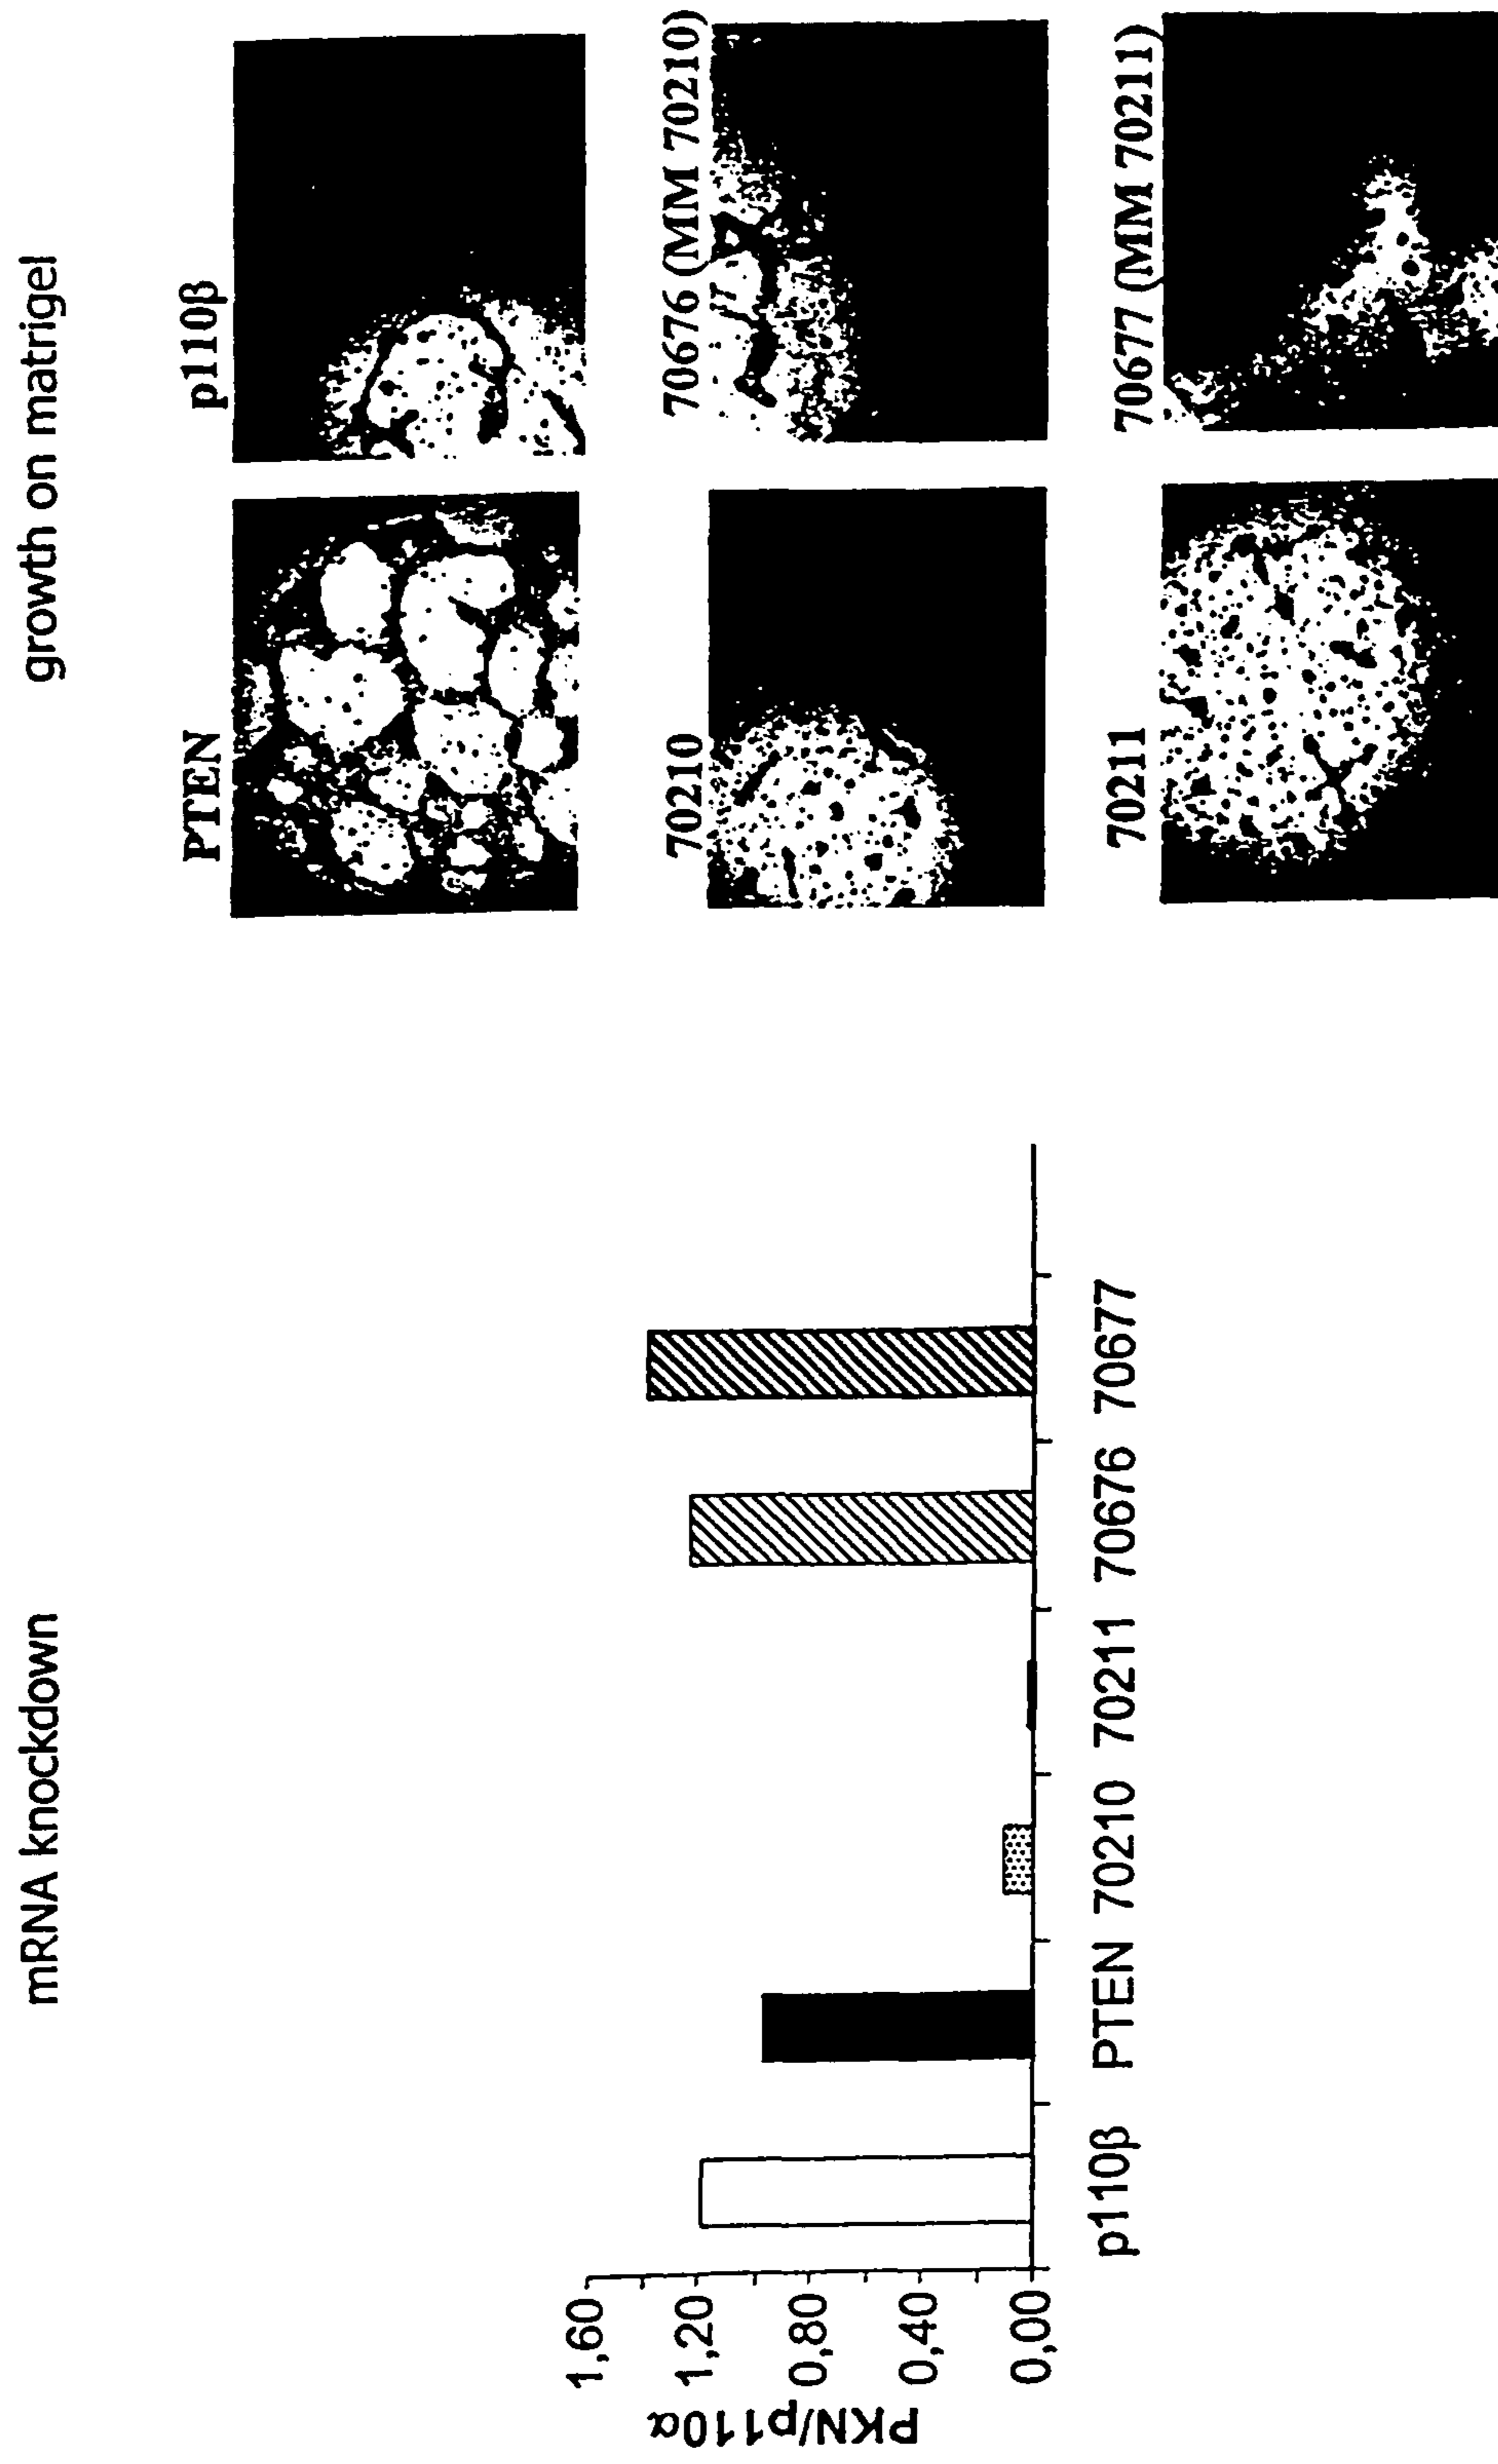 mRNA knockdown
growth on matrigel
PKN/p110α
1,60
1,20
0,80
0,40
0,00
p110β PTEN 70210 70211 70676 70677
PTEN
p110β
70210
70676 (MM 70210)
70211
70677 (MM 70211)